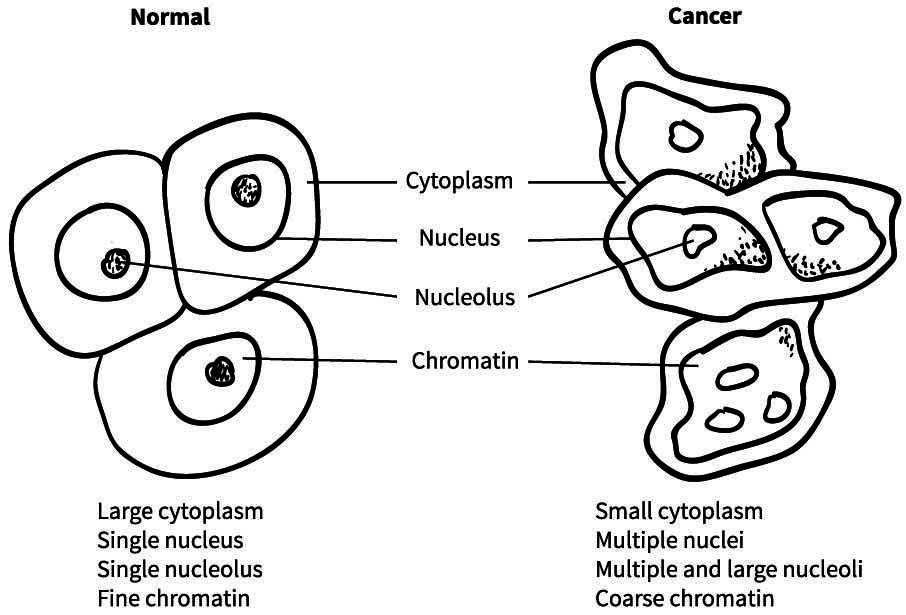 Normal
Cancer
Cytoplasm
Nucleus
Nucleolus
Chromatin
Large cytoplasm
Single nucleus
Single nucleolus
Fine chromatin
Small cytoplasm
Multiple nuclei
Multiple and large nucleoli
Coarse chromatin